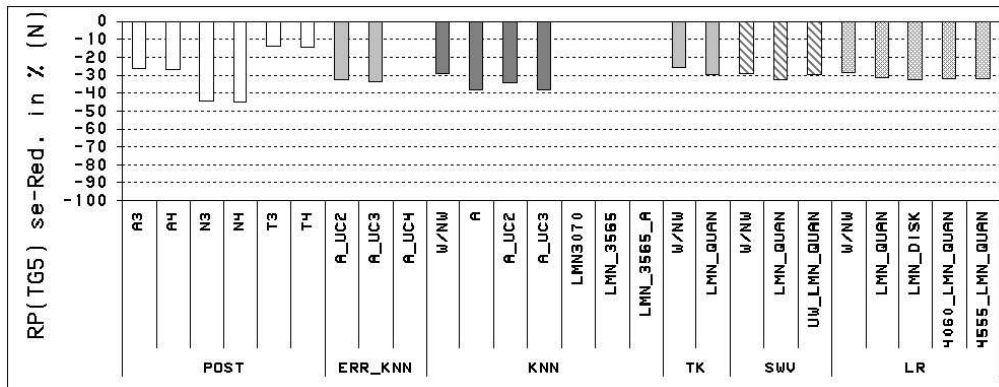 RP(TG5) se-Red. in % (N)
0
-10
-20
-30
-40
-50
-60
-70
-80
-90
-100
A3
A4
N3
N4
T3
T4
A_UC2
A_UC3
A_UC4
W/NW
A
A_UC2
A_UC3
LMN3070
LMN_3565
LMN_3565_A
W/NW
LMN_QUAN
W/NW
LMN_QUAN
UW_LMN_QUAN
W/NW
LMN_QUAN
LMN_DISK
4060_LMN_QUAN
4555_LMN_QUAN
POST
ERR_KNN
KNN
TK
SWV
LR